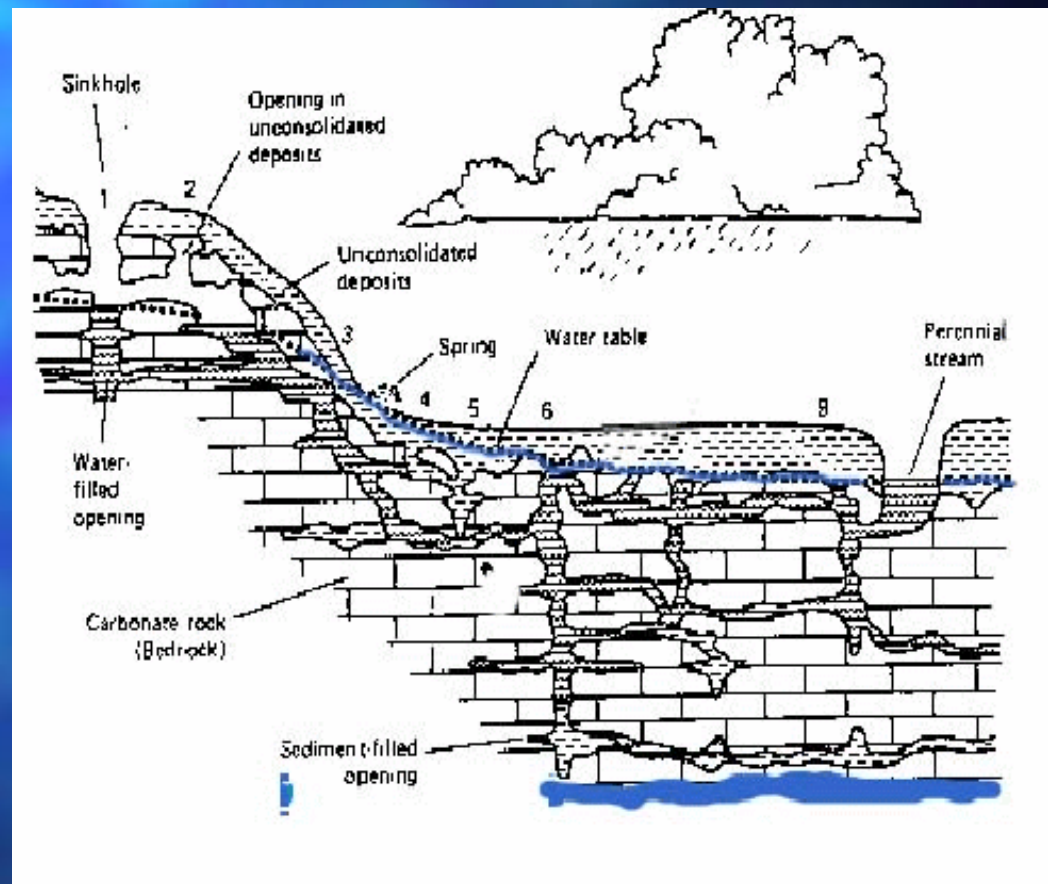 Sinkhole
Opening in
unconsolidated
deposits
1
2
Unconsolidated
deposits
3
Spring
Water table
Perennial
stream
4
5
6
8
Water-
filled
opening
Carbonate rock
(Bedrock)
Sediment-filled
opening